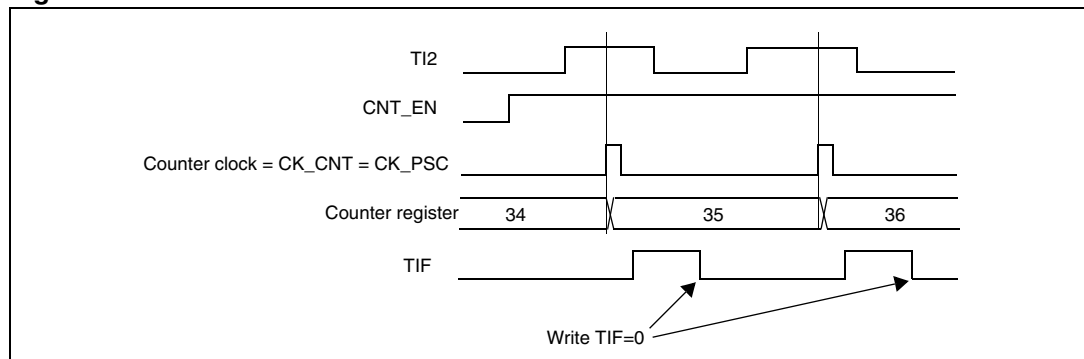 TI2
CNT_EN
Counter clock = CK_CNT = CK_PSC
Counter register 34 35 36
TIF
Write TIF=0